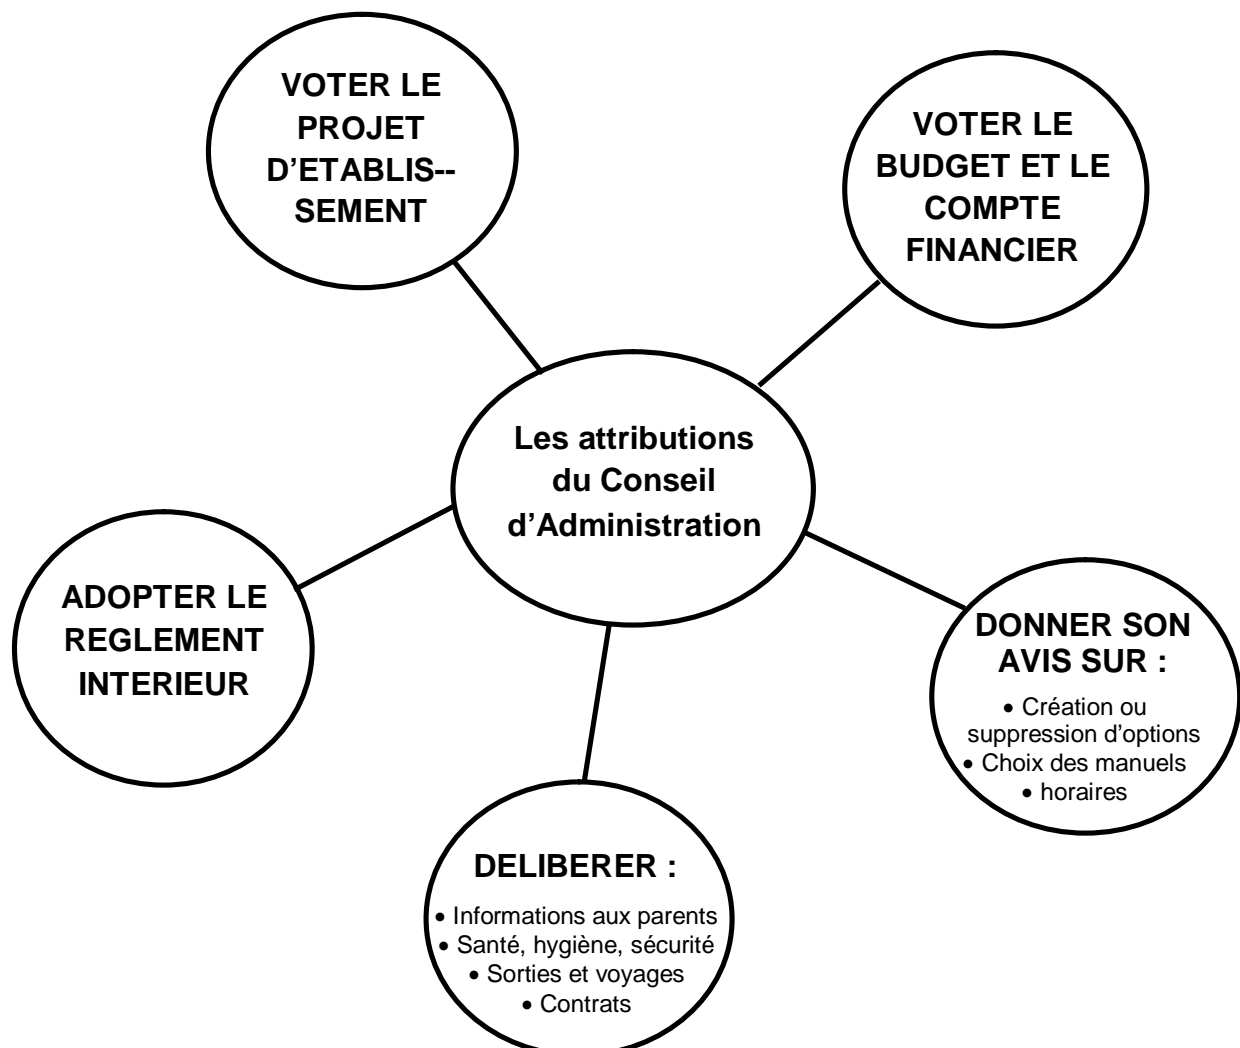 VOTER LE
PROJET
D’ETABLIS--
SEMENT
VOTER LE
BUDGET ET LE
COMPTE
FINANCIER
Les attributions
du Conseil
d’Administration
ADOPTER LE
REGLEMENT
INTERIEUR
DONNER SON
AVIS SUR :
• Création ou
suppression d’options
• Choix des manuels
• horaires
DELIBERER :
• Informations aux parents
• Santé, hygiène, sécurité
• Sorties et voyages
• Contrats